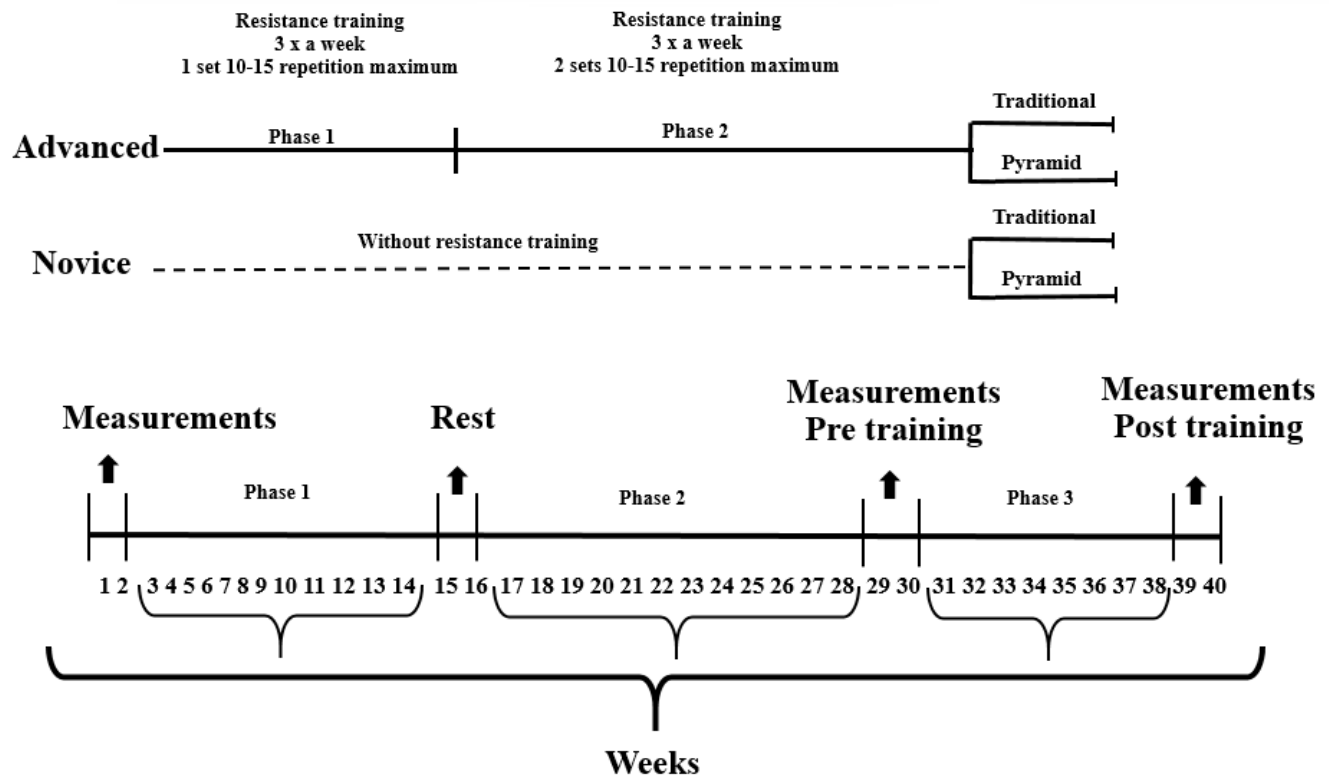 Resistance training
3 x a week
1 set 10-15 repetition maximum
Resistance training
3 x a week
2 sets 10-15 repetition maximum
Advanced
Phase 1
Phase 2
Traditional
Pyramid
Novice
Without resistance training
Traditional
Pyramid
Measurements
Rest
Measurements
Pre training
Measurements
Post training
Phase 1
Phase 2
Phase 3
1 2 3 4 5 6 7 8 9 10 11 12 13 14 15 16 17 18 19 20 21 22 23 24 25 26 27 28 29 30 31 32 33 34 35 36 37 38 39 40
Weeks